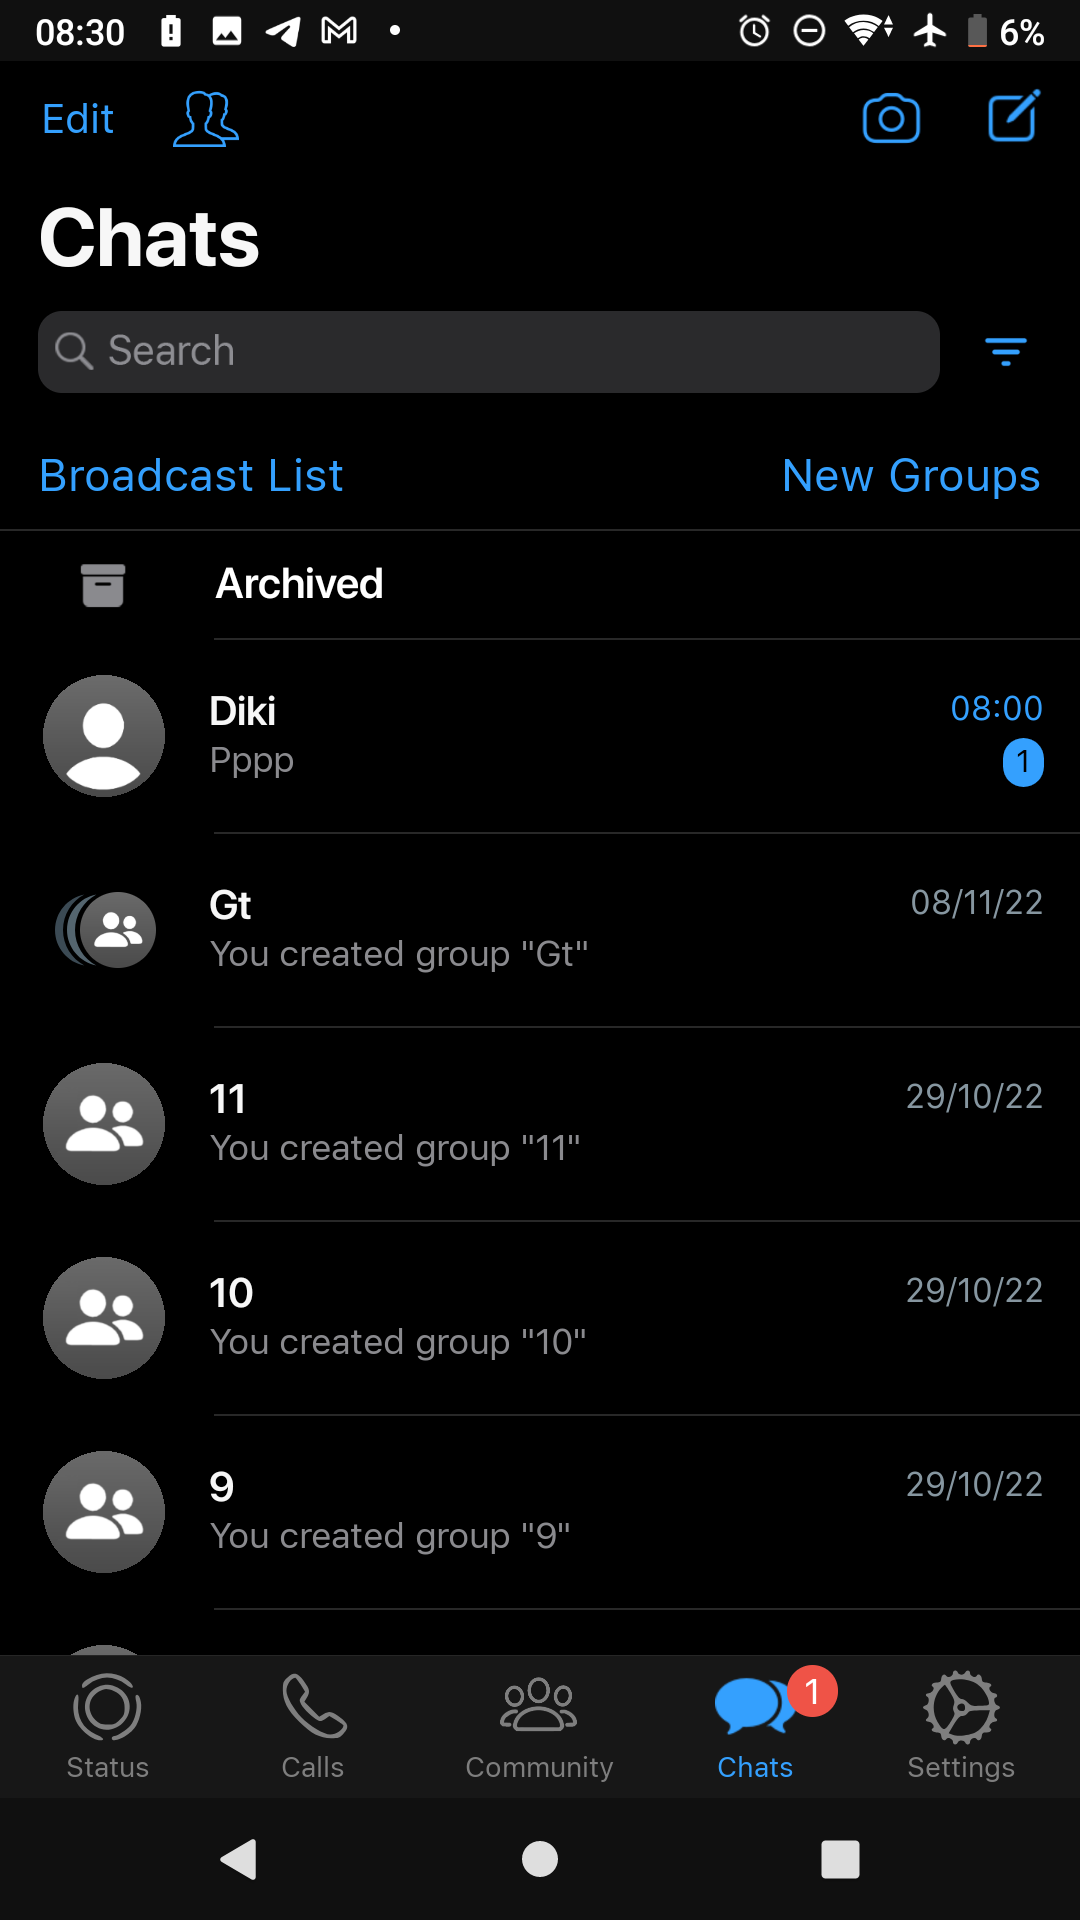 08:30 6%
Edit
Chats
Search
Broadcast List New Groups
Archived
Diki 08:00
Pppp 1
Gt 08/11/22
You created group "Gt"
11 29/10/22
You created group "11"
10 29/10/22
You created group "10"
9 29/10/22
You created group "9"
1
Status Calls Community Chats Settings